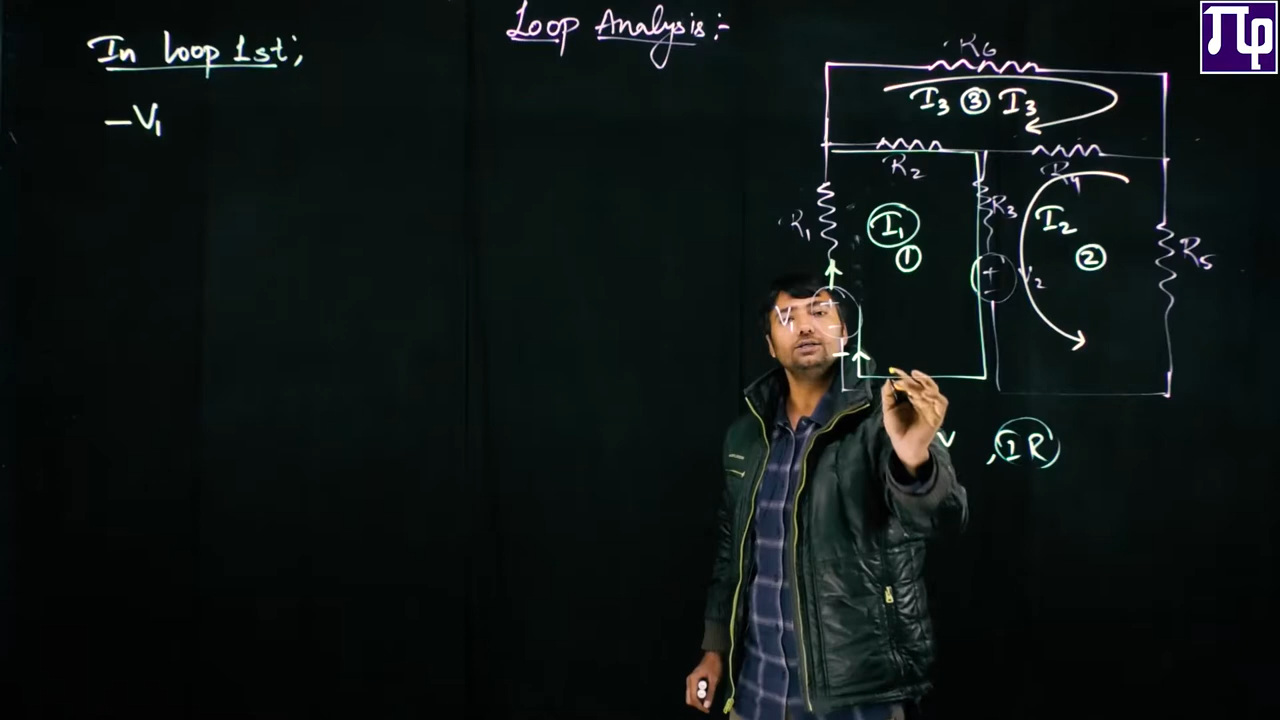 Loop Analysis:-
In loop 1st;
-V₁
R₆
I₃ ③ I₃
R₂
R₄
R₁
I₁
①
R₃
I₂
②
R₅
V₁
+
-
-
+
-
V₂
V , IR
πφ